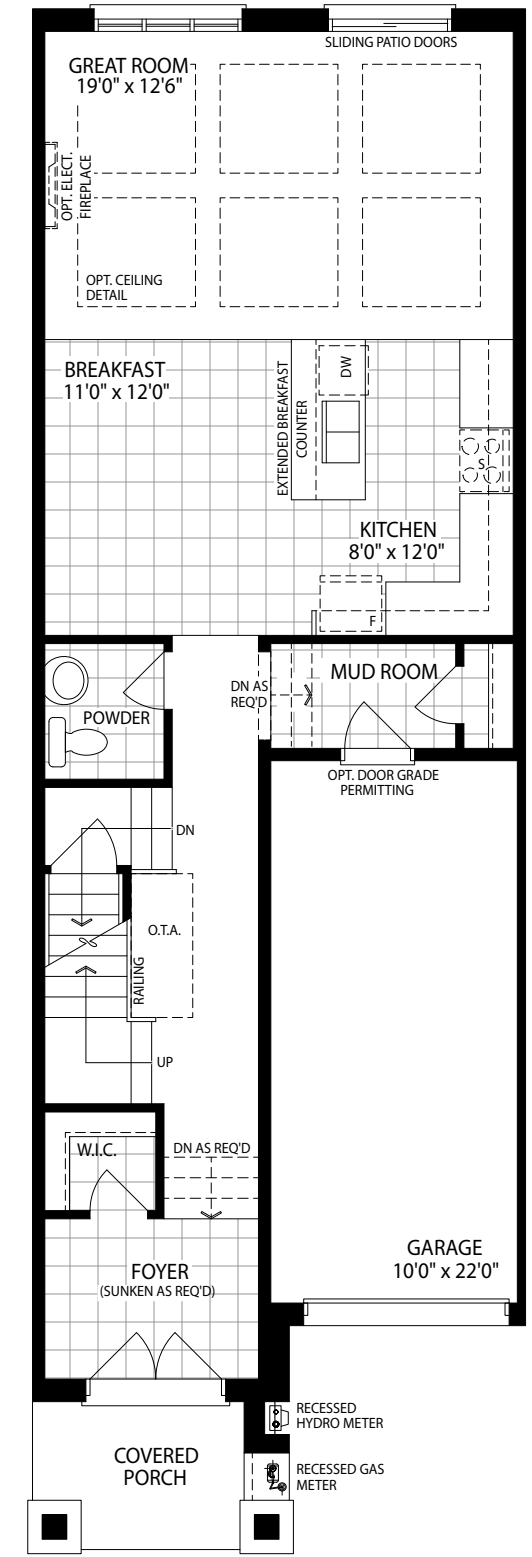 SLIDING PATIO DOORS
GREAT ROOM
19'0" x 12'6"
OPT. ELECT.
FIREPLACE
OPT. CEILING
DETAIL
BREAKFAST
11'0" x 12'0"
EXTENDED BREAKFAST
COUNTER
DW
S
KITCHEN
8'0" x 12'0"
F
POWDER
DN AS
REQ'D
MUD ROOM
OPT. DOOR GRADE
PERMITTING
DN
O.T.A.
RAILING
UP
W.I.C.
DN AS REQ'D
FOYER
(SUNKEN AS REQ'D)
GARAGE
10'0" x 22'0"
RECESSED
HYDRO METER
COVERED
PORCH
RECESSED GAS
METER